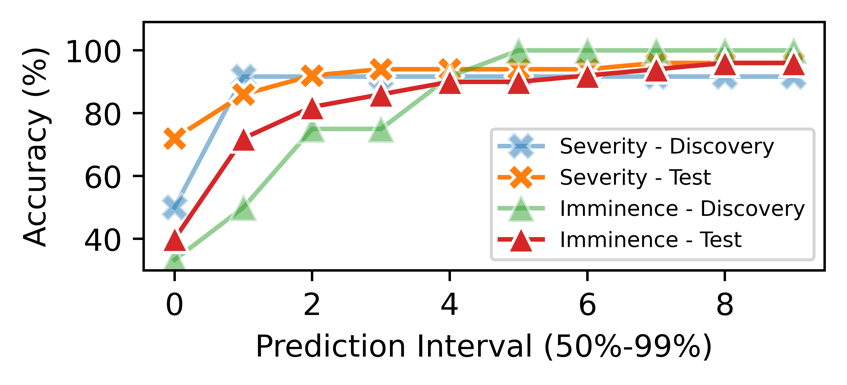 Accuracy (%)
100
80
60
40
0
2
4
6
8
Prediction Interval (50%-99%)
Severity - Discovery
Severity - Test
Imminence - Discovery
Imminence - Test